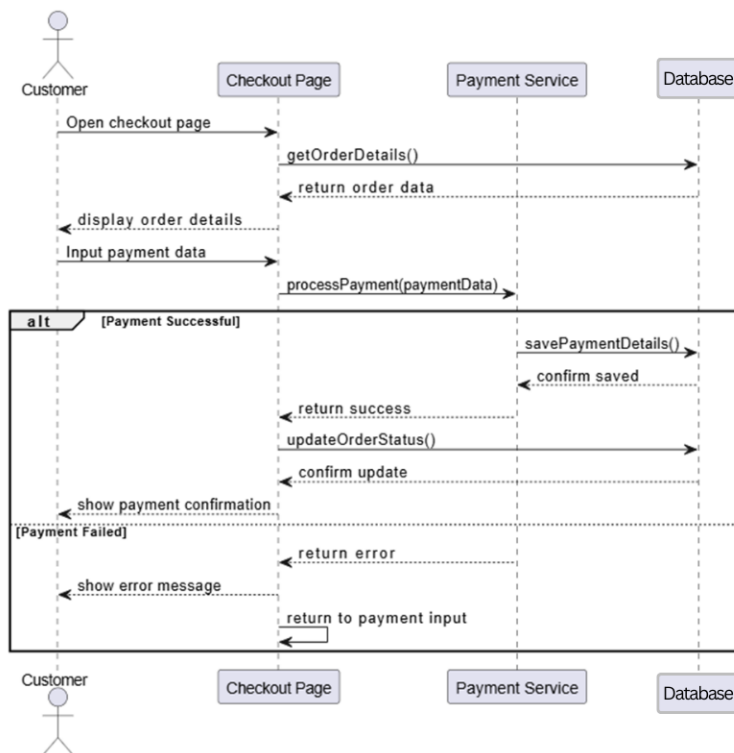 Customer
Checkout Page
Payment Service
Database
Open checkout page
getOrderDetails()
return order data
display order details
Input payment data
processPayment(paymentData)
alt [Payment Successful]
savePaymentDetails()
confirm saved
return success
updateOrderStatus()
confirm update
show payment confirmation
[Payment Failed]
return error
show error message
return to payment input
Customer
Checkout Page
Payment Service
Database